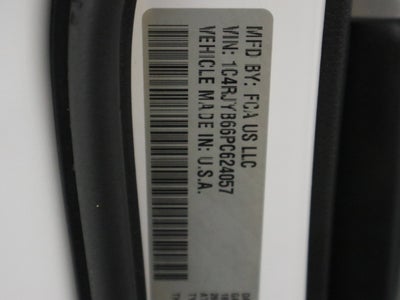 MFD BY: FCA US LLC
VIN: 1C4RJYB66PC624057
VEHICLE MADE IN: U.S.A.